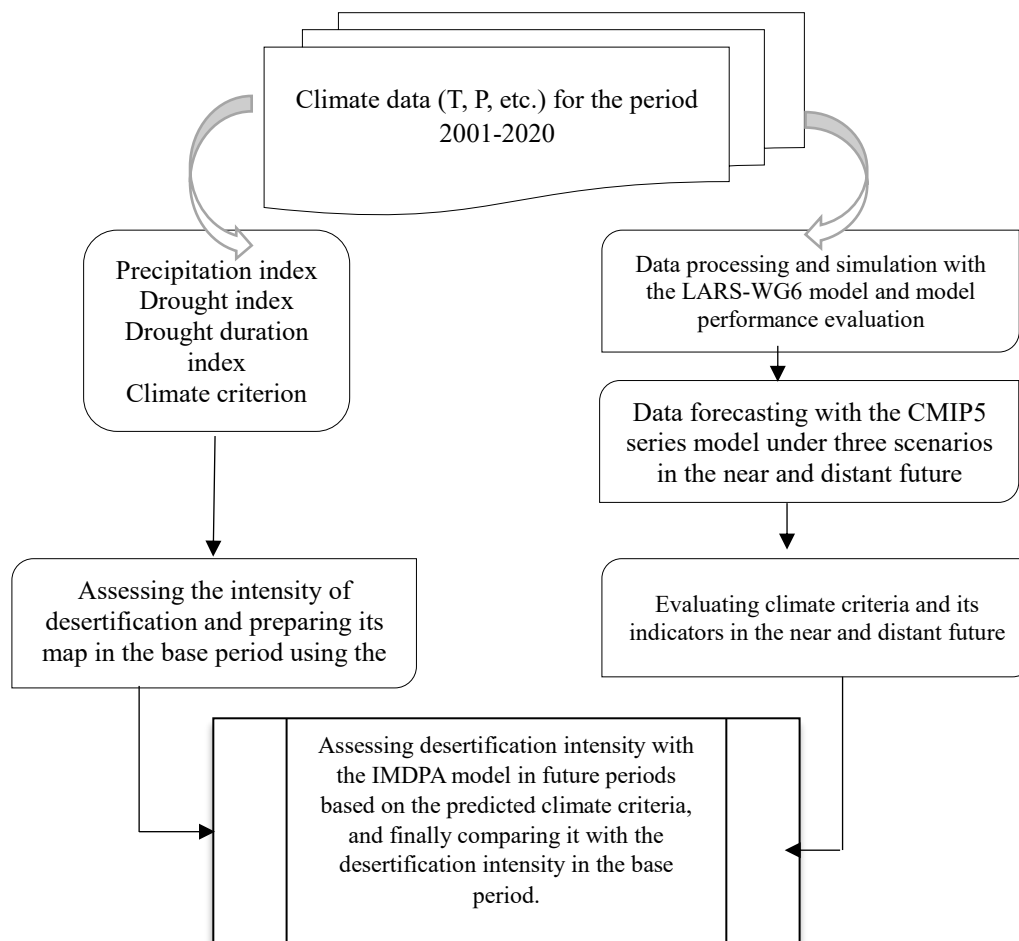 Climate data (T, P, etc.) for the period
2001-2020
Precipitation index
Drought index
Drought duration
index
Climate criterion
Data processing and simulation with
the LARS-WG6 model and model
performance evaluation
Data forecasting with the CMIP5
series model under three scenarios
in the near and distant future
Assessing the intensity of
desertification and preparing its
map in the base period using the
Evaluating climate criteria and its
indicators in the near and distant future
Assessing desertification intensity with
the IMDPA model in future periods
based on the predicted climate criteria,
and finally comparing it with the
desertification intensity in the base
period.